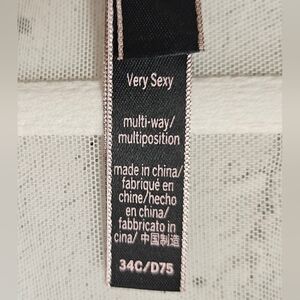 Very Sexy
multi-way/
multiposition
made in china/
fabriqué en
chine/hecho
en china/
fabbricato in
cina/ 中国制造
34C/D75